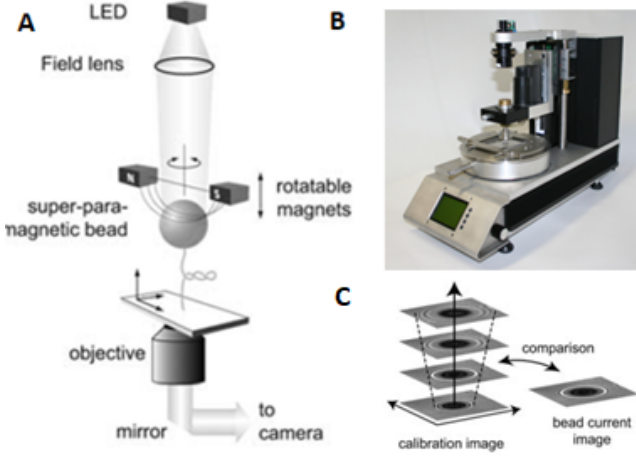 A
LED
Field lens
N
S
rotatable
magnets
super-para-
magnetic bead
objective
mirror
to
camera
B
C
comparison
calibration image
bead current
image